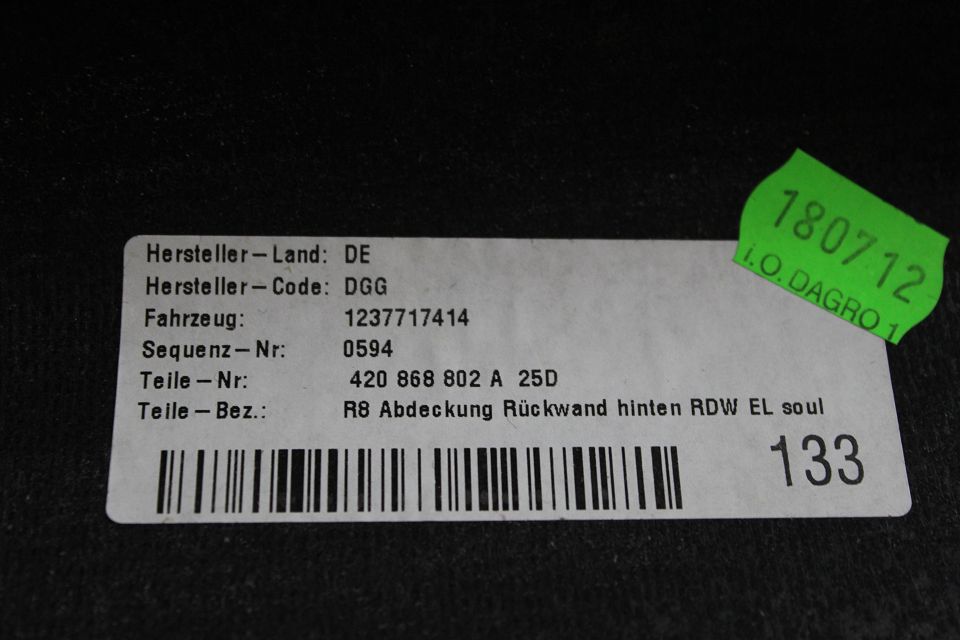 180712
i.O. DAGRO 1
Hersteller-Land: DE
Hersteller-Code: DGG
Fahrzeug: 1237717414
Sequenz-Nr: 0594
Teile-Nr: 420 868 802 A 25D
Teile-Bez.: R8 Abdeckung Rückwand hinten RDW EL soul
133